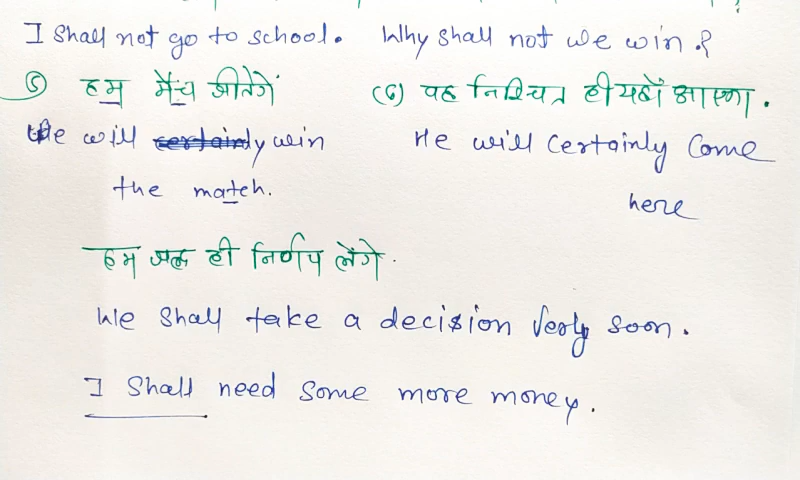 I Shall not go to school. Why shall not we win ?
(5) हम मैच जीतेगें (6) वह निश्चित ही यहाँ आएगा.
We will win He will certainly Come
the match. here
हम जल्द ही निर्णय लेंगे.
We Shall take a decision Very soon.
I Shall need some more money.